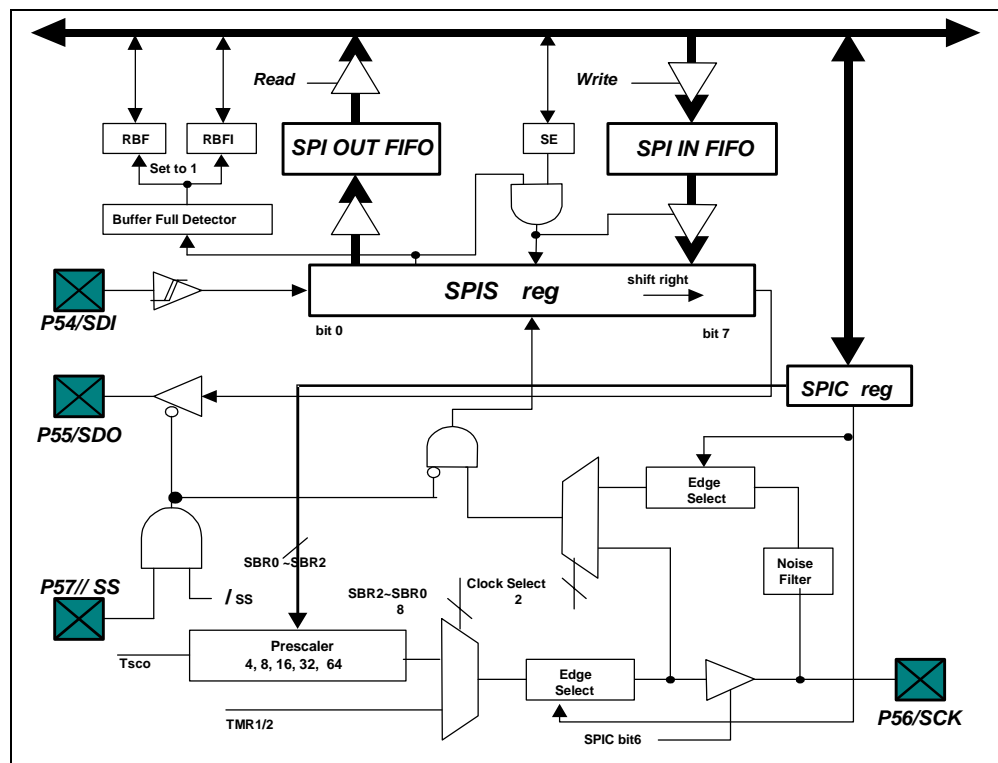 Read
Write
RBF
RBFI
SPI OUT FIFO
SE
SPI IN FIFO
Set to 1
Buffer Full Detector
SPIS reg
shift right
P54/SDI
bit 0
bit 7
SPIC reg
P55/SDO
Edge
Select
Noise
Filter
SBR0 ~SBR2
P57// SS
/ SS
SBR2~SBR0
8
Clock Select
2
Prescaler
4, 8, 16, 32, 64
Tsco
Edge
Select
TMR1/2
P56/SCK
SPIC bit6